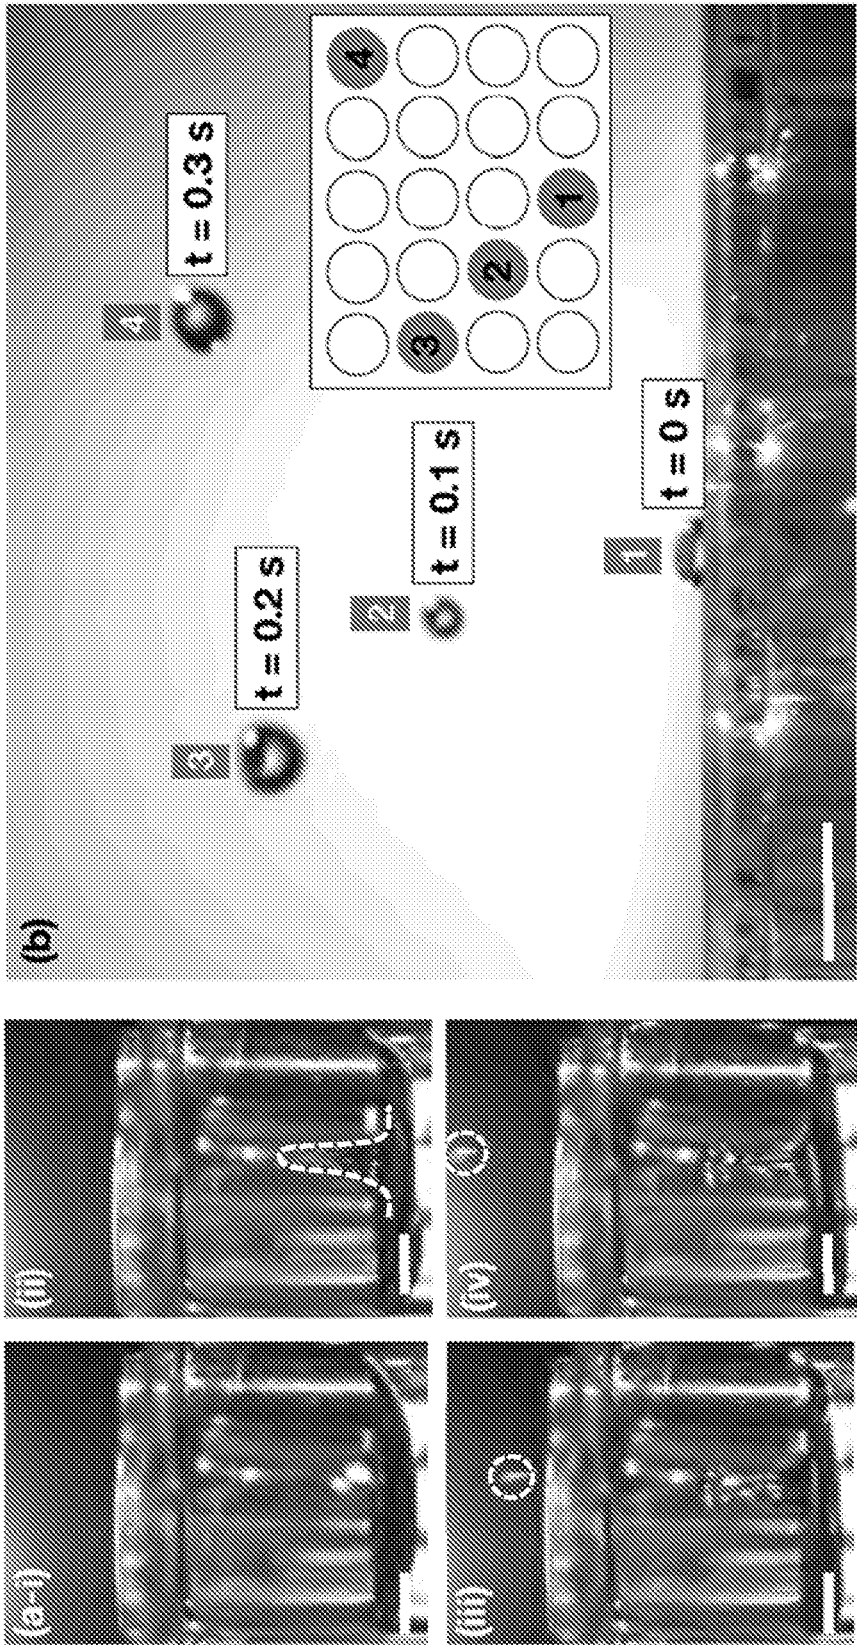 (a-i)
(ii)
(iii)
(iv)
(b)
3
t = 0.2 s
4
t = 0.3 s
2
t = 0.1 s
1
t = 0 s
4
3
2
1